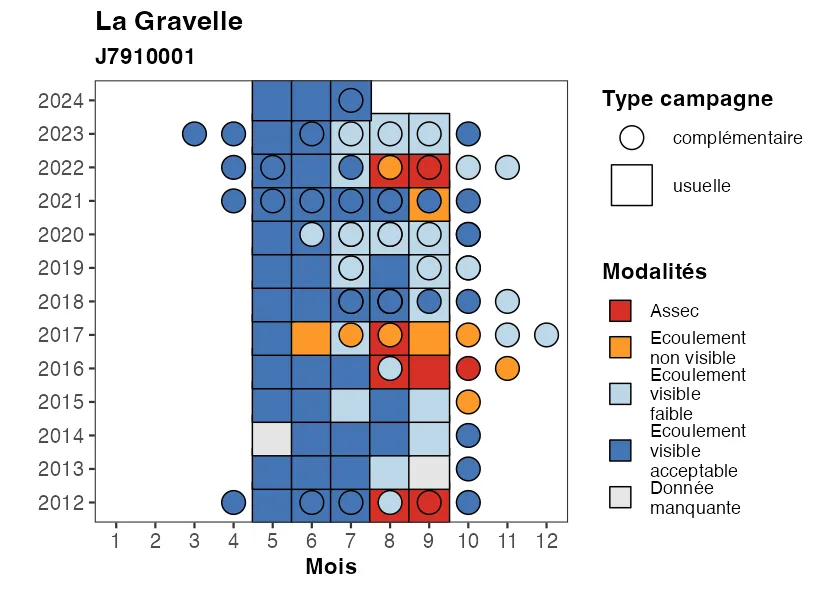 La Gravelle
J7910001
2024
2023
2022
2021
2020
2019
2018
2017
2016
2015
2014
2013
2012
1 2 3 4 5 6 7 8 9 10 11 12
Mois
Type campagne
complémentaire
usuelle
Modalités
Assec
Ecoulement
non visible
Ecoulement
visible
faible
Ecoulement
visible
acceptable
Donnée
manquante